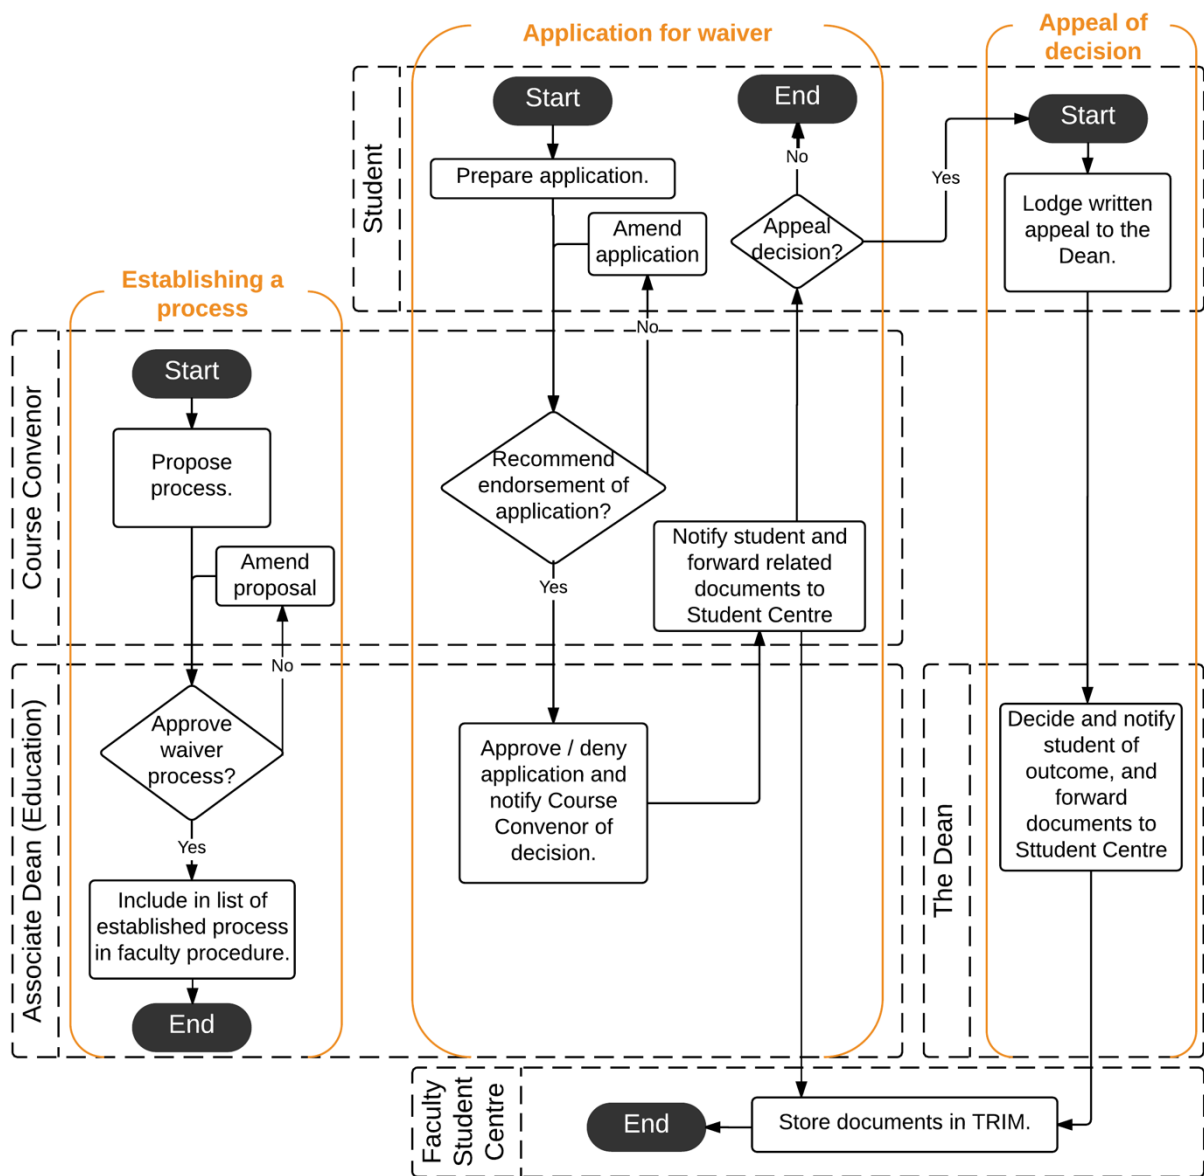 Application for waiver
Appeal of
decision
Student
Start
End
Start
Prepare application.
No
Yes
Amend
application
Appeal
decision?
Lodge written
appeal to the
Dean.
Establishing a
process
No
Course Convenor
Start
Propose
process.
Recommend
endorsement of
application?
Amend
proposal
Yes
Notify student and
forward related
documents to
Student Centre
No
Associate Dean (Education)
Approve
waiver
process?
Approve / deny
application and
notify Course
Convenor of
decision.
The Dean
Decide and notify
student of
outcome, and
forward
documents to
Sttudent Centre
Yes
Include in list of
established process
in faculty procedure.
End
Faculty
Student
Centre
End
Store documents in TRIM.